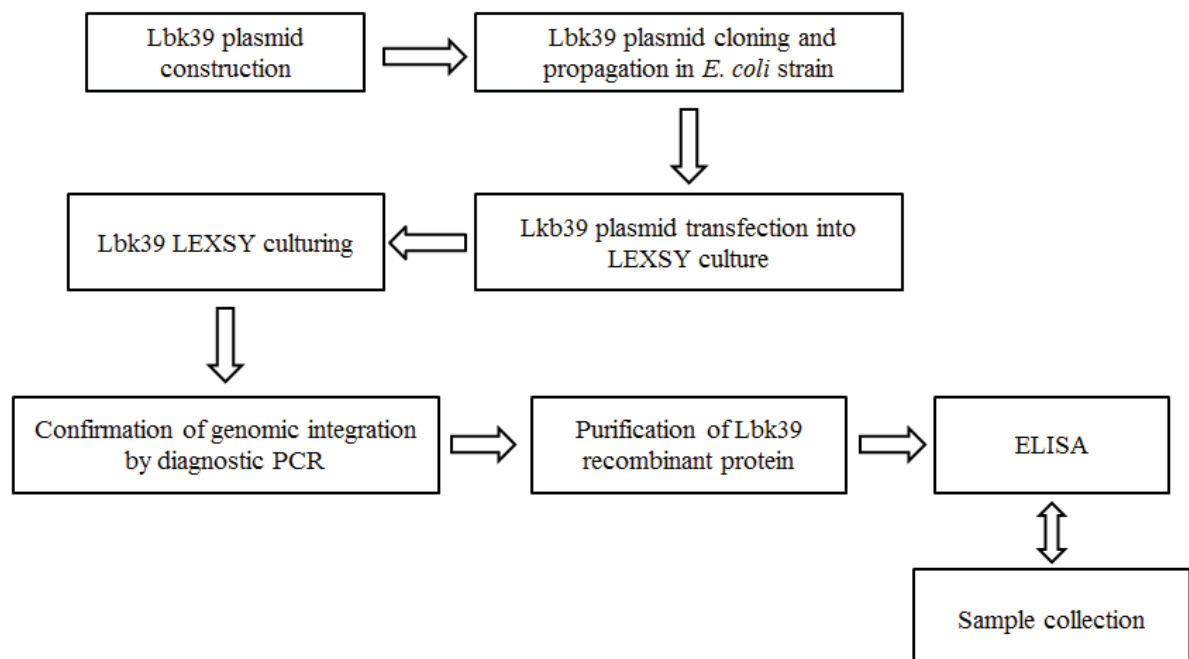 Lbk39 plasmid
construction
Lbk39 plasmid cloning and
propagation in E. coli strain
Lkb39 plasmid transfection into
LEXSY culture
Lbk39 LEXSY culturing
Confirmation of genomic integration
by diagnostic PCR
Purification of Lbk39
recombinant protein
ELISA
Sample collection